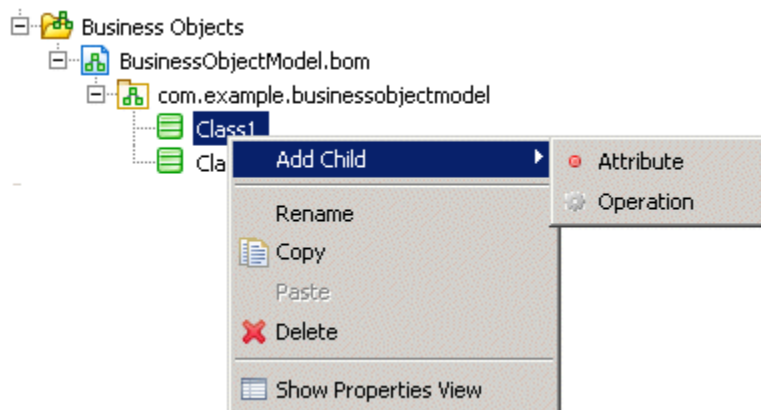 Business Objects
BusinessObjectModel.bom
com.example.businessobjectmodel
Class1
Cla
Add Child
Attribute
Operation
Rename
Copy
Paste
Delete
Show Properties View